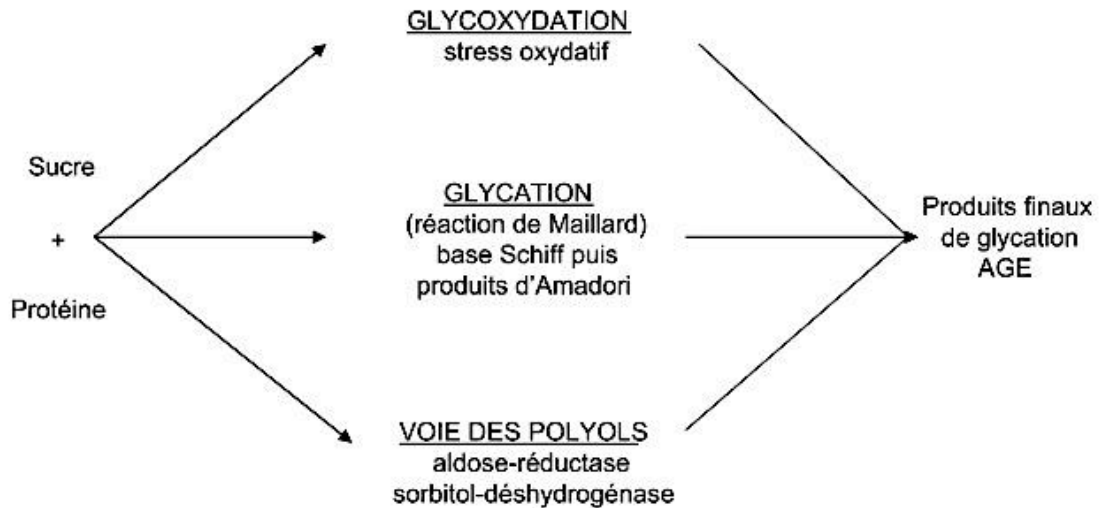 GLYCOXYDATION
stress oxydatif
Sucre
+
Protéine
GLYCATION
(réaction de Maillard)
base Schiff puis
produits d'Amadori
Produits finaux
de glycation
AGE
VOIE DES POLYOLS
aldose-réductase
sorbitol-déshydrogénase